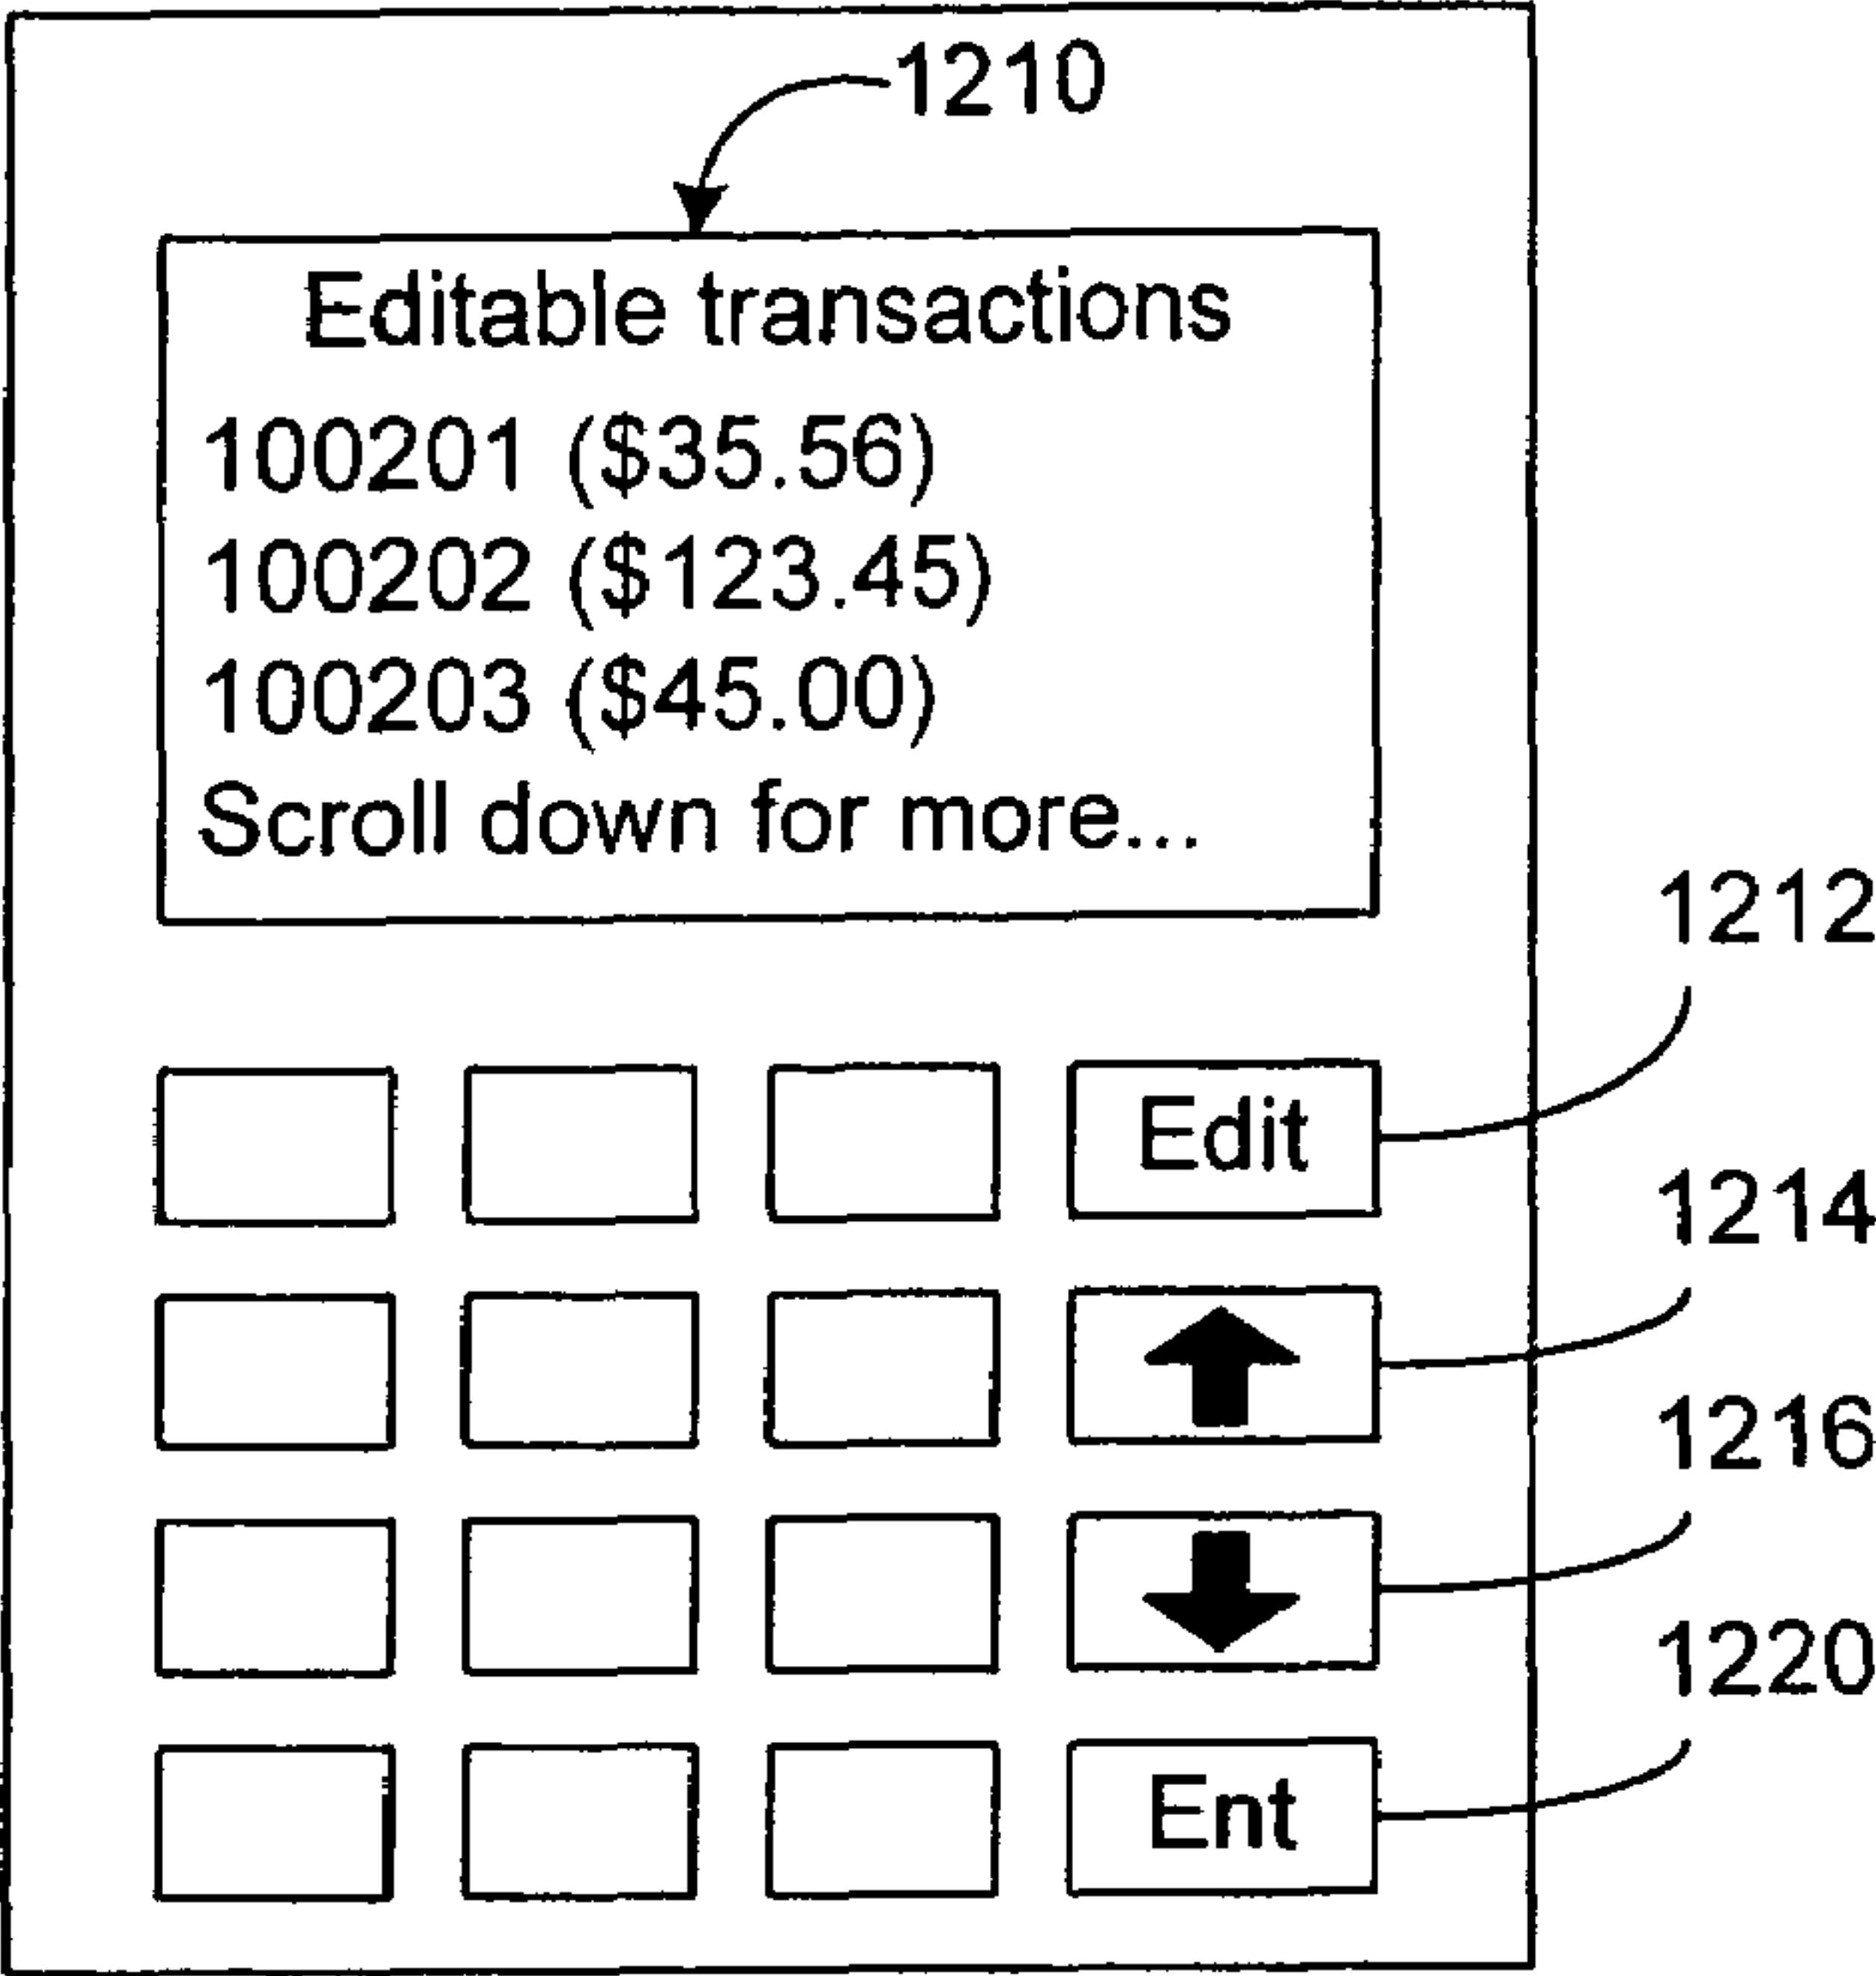 1210
Editable transactions
100201 ($35.56)
100202 ($123.45)
100203 ($45.00)
Scroll down for more...
1212
Edit
1214
1216
1220
Ent